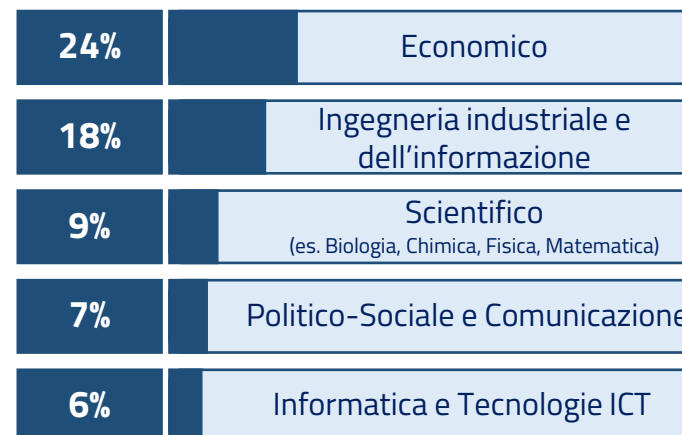 24%
Economico
18%
Ingegneria industriale e
dell’informazione
9%
Scientifico
(es. Biologia, Chimica, Fisica, Matematica)
7%
Politico-Sociale e Comunicazione
6%
Informatica e Tecnologie ICT